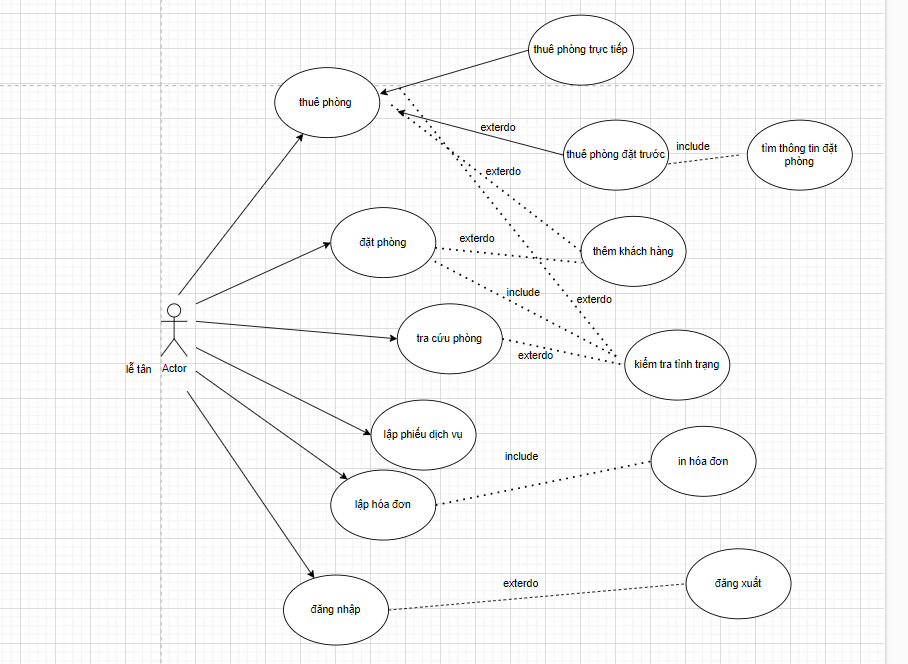 thuê phòng trực tiếp
thuê phòng
exterdo
thuê phòng đặt trước
include
tìm thông tin đặt
phòng
exterdo
đặt phòng
exterdo
thêm khách hàng
include
exterdo
tra cứu phòng
exterdo
kiểm tra tình trạng
lễ tân
Actor
lập phiếu dịch vụ
include
in hóa đơn
lập hóa đơn
exterdo
đăng xuất
đăng nhập